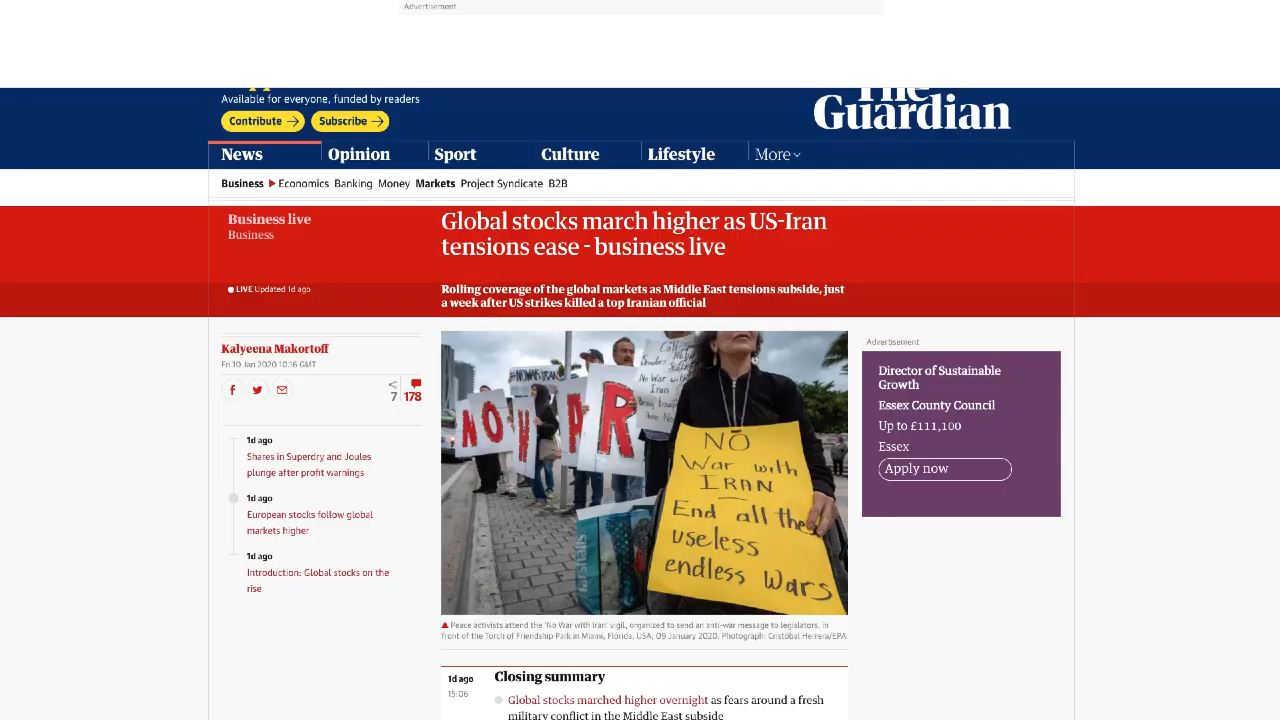 Advertisement
Available for everyone, funded by readers
Contribute
Subscribe
The
Guardian
News
Opinion
Sport
Culture
Lifestyle
More
Business
Economics
Banking
Money
Markets
Project Syndicate
B2B
Business live
Business
Global stocks march higher as US-Iran
tensions ease - business live
LIVE Updated 1d ago
Rolling coverage of the global markets as Middle East tensions subside, just
a week after US strikes killed a top Iranian official
Kalyeena Makortoff
Fri 10 Jan 2020 10.16 GMT
7
178
1d ago
Shares in Superdry and Joules
plunge after profit warnings
1d ago
European stocks follow global
markets higher
1d ago
Introduction: Global stocks on the
rise
NO WAR
No War with
Iran
NO
War with
IRAN
End all these
useless
endless Wars
Marshalls
Peace activists attend the 'No War with Iran' vigil, organized to send an anti-war message to legislators, in
front of the Torch of Friendship Park in Miami, Florida, USA, 09 January 2020. Photograph: Cristóbal Herrera/EPA
1d ago
15:06
Closing summary
Global stocks marched higher overnight as fears around a fresh
military conflict in the Middle East subside
Advertisement
Director of Sustainable
Growth
Essex County Council
Up to £111,100
Essex
Apply now